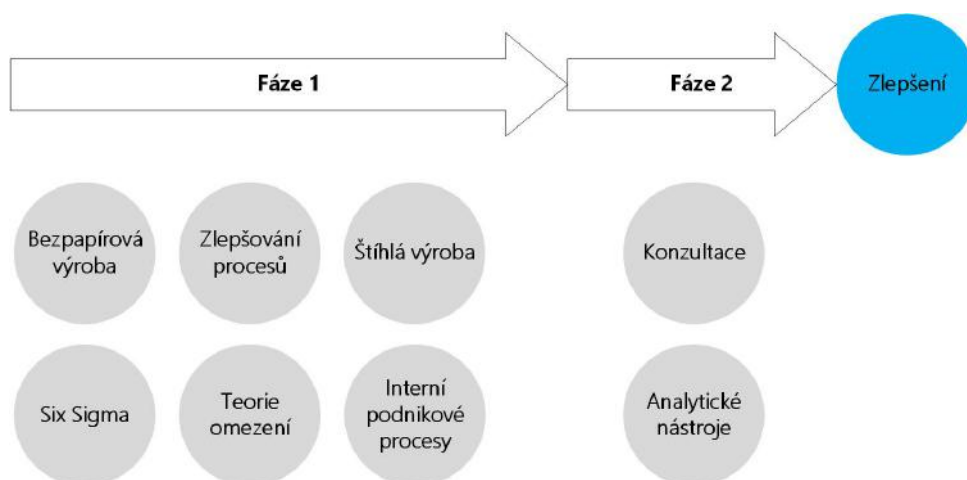 Fáze 1
Fáze 2
Zlepšení
Bezpapírová
výroba
Zlepšování
procesů
Štíhlá výroba
Konzultace
Six Sigma
Teorie
omezení
Interní
podnikové
procesy
Analytické
nástroje